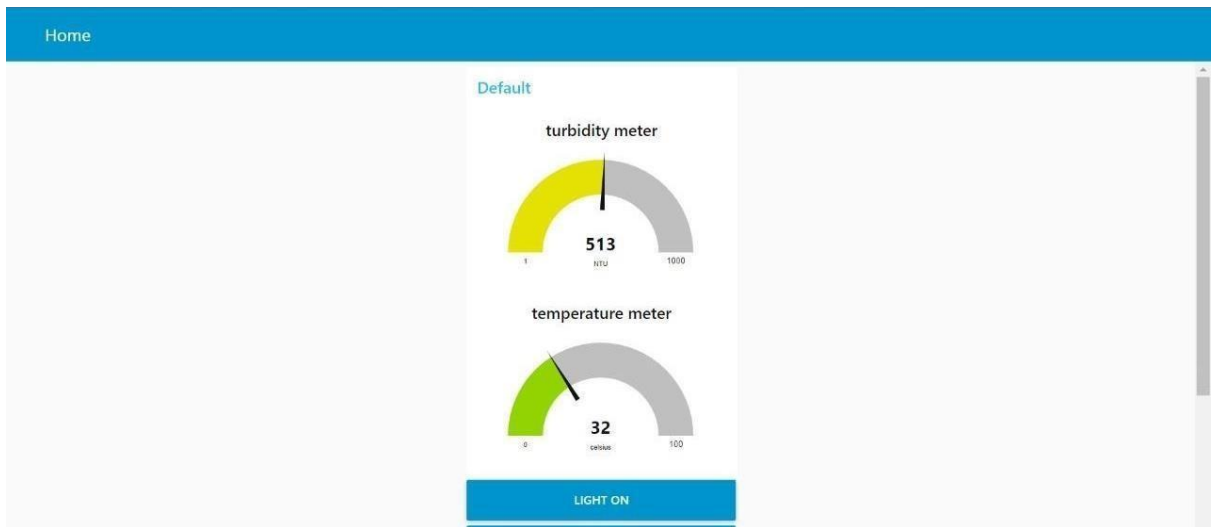 Home
Default
turbidity meter
513
NTU
1
1000
temperature meter
32
celsius
0
100
LIGHT ON